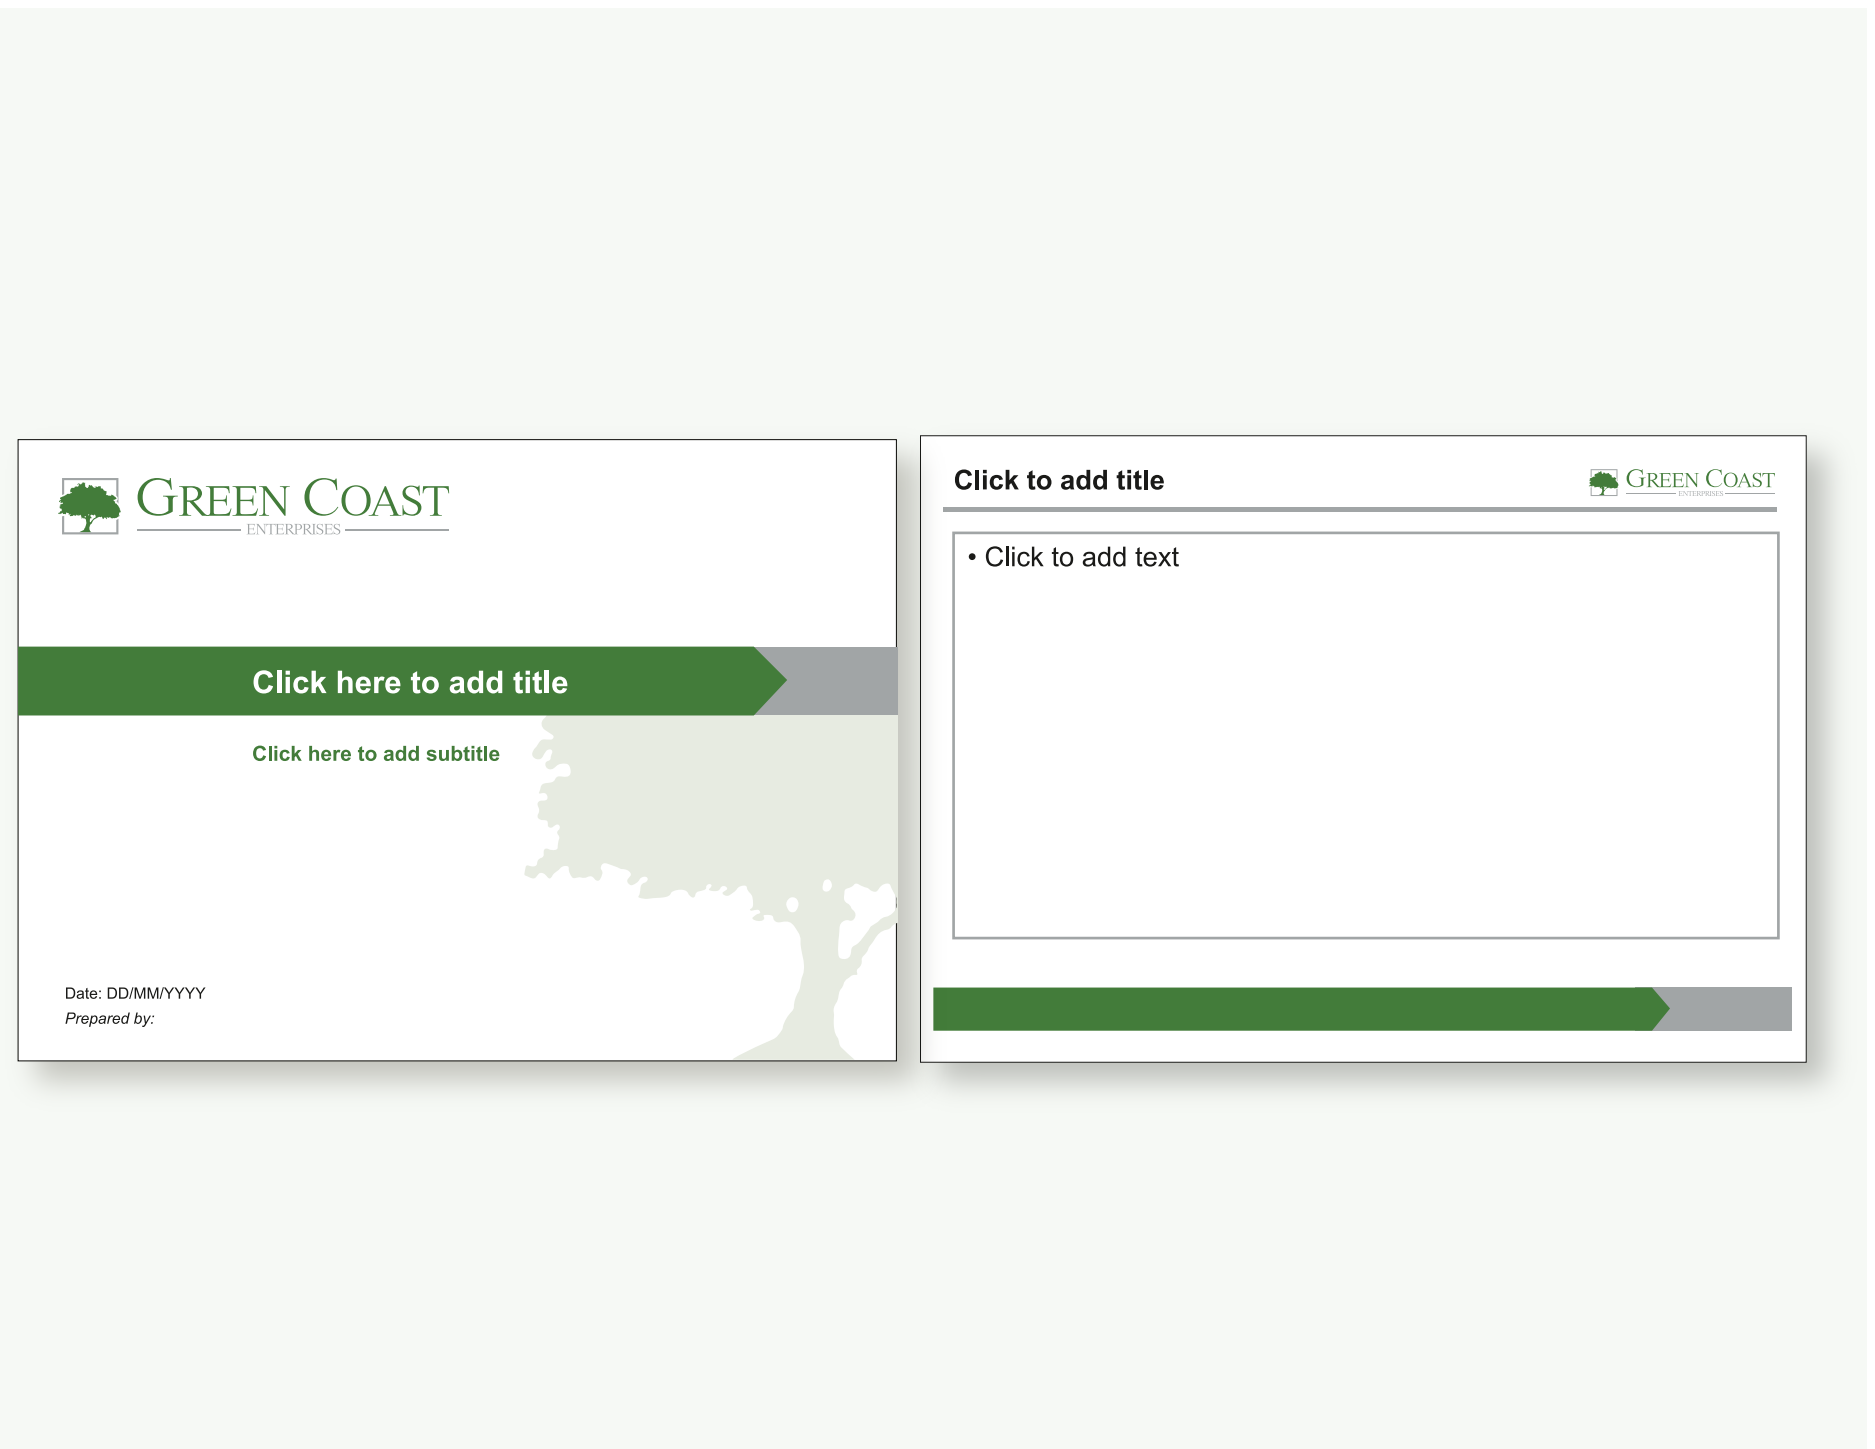 GREEN COAST
ENTERPRISES
Click here to add title
Click here to add subtitle
Date: DD/MM/YYYY
Prepared by:
Click to add title
GREEN COAST
ENTERPRISES
• Click to add text